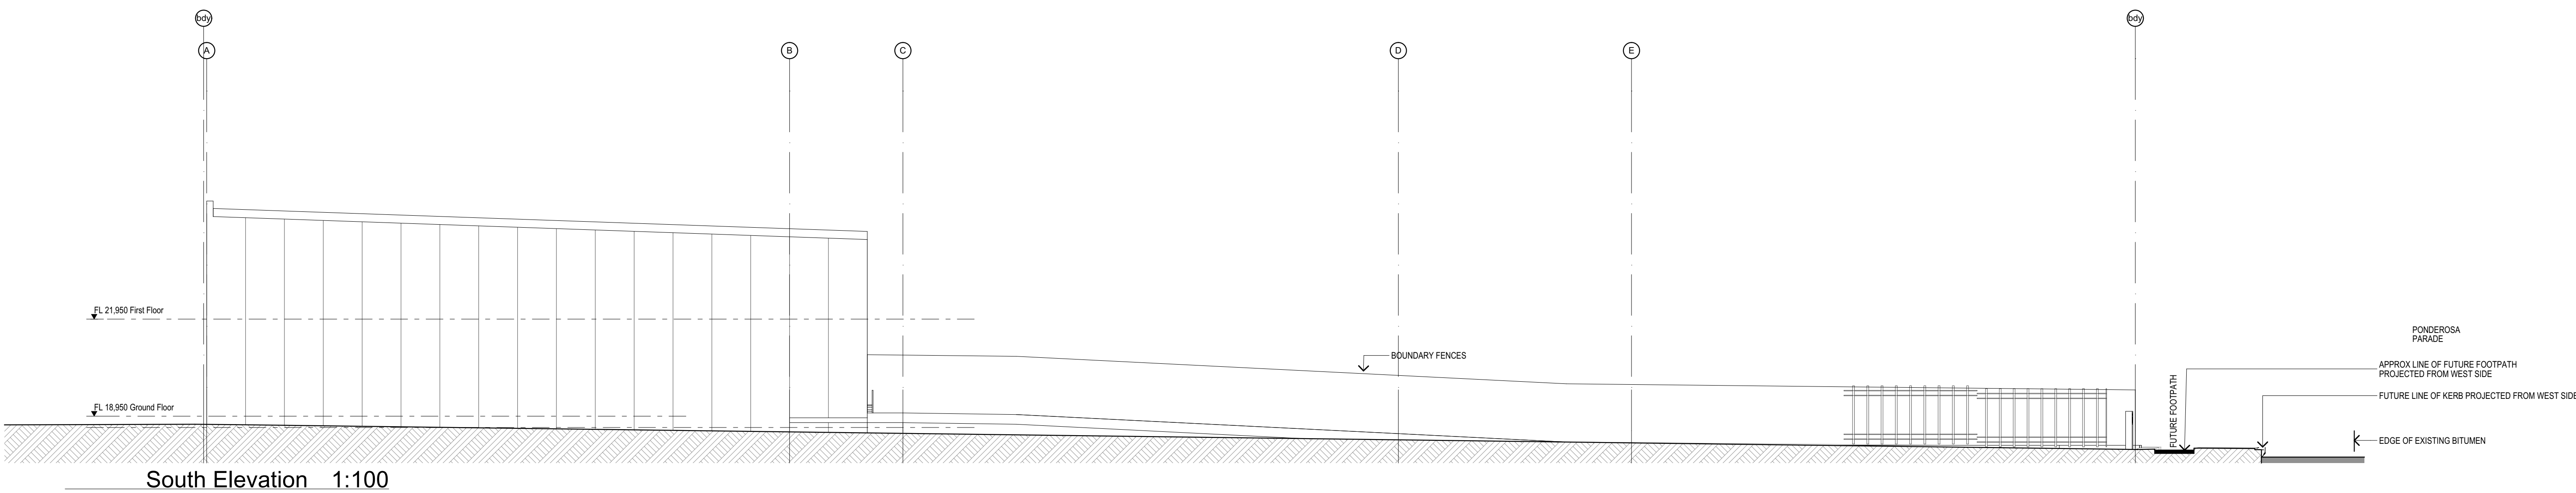 bdy
bdy
A
B
C
D
E
FL 21,950 First Floor
PONDEROSA
PARADE
BOUNDARY FENCES
APPROX LINE OF FUTURE FOOTPATH
PROJECTED FROM WEST SIDE
FUTURE LINE OF KERB PROJECTED FROM WEST SIDE
FL 18,950 Ground Floor
FUTURE FOOTPATH
EDGE OF EXISTING BITUMEN
South Elevation 1:100